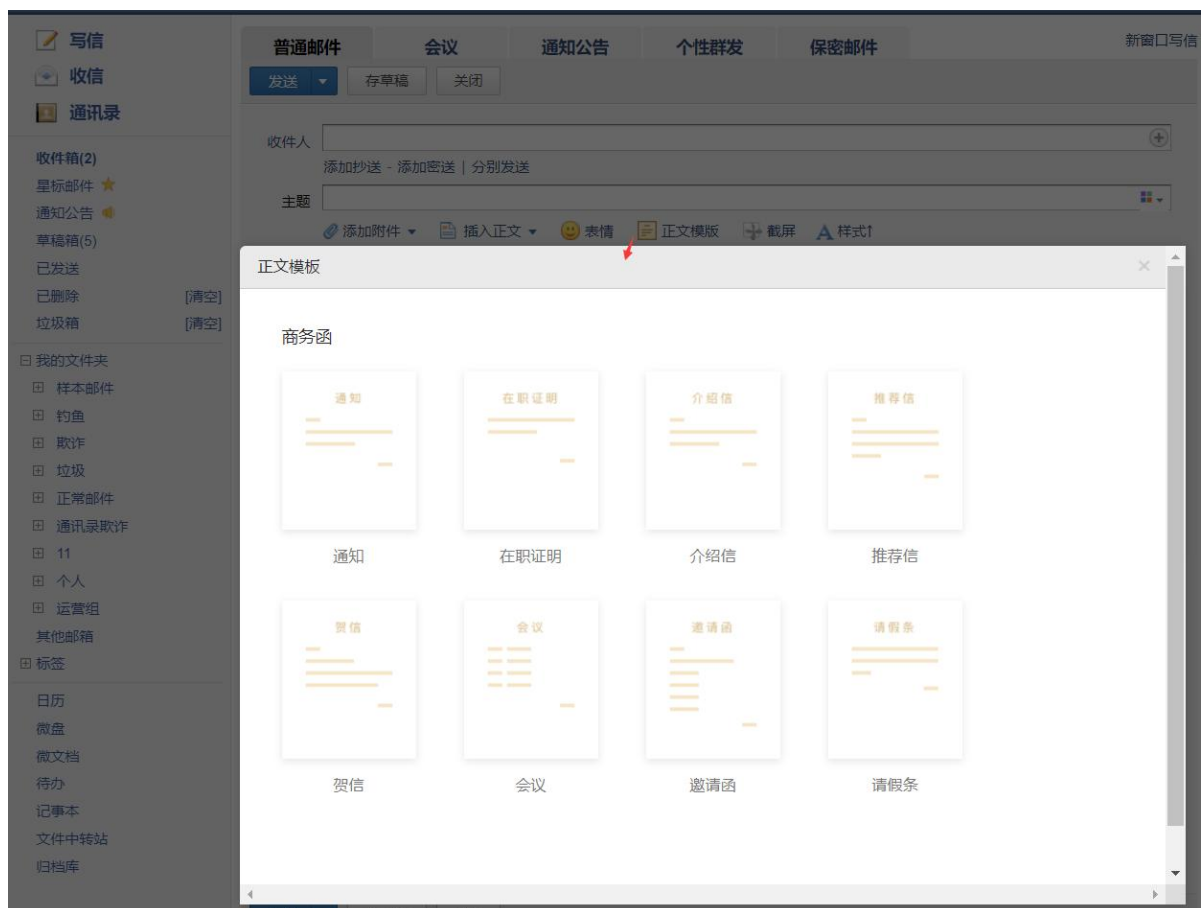 写信
收信
通讯录
收件箱(2)
星标邮件
通知公告
草稿箱(5)
已发送
已删除 [清空]
垃圾箱 [清空]
我的文件夹
样本邮件
钓鱼
欺诈
垃圾
正常邮件
通讯录欺诈
11
个人
运营组
其他邮箱
标签
日历
微盘
微文档
待办
记事本
文件中转站
归档库
普通邮件 会议 通知公告 个性群发 保密邮件 新窗口写信
发送 存草稿 关闭
收件人
添加抄送 - 添加密送 | 分别发送
主题
添加附件 插入正文 表情 正文模版 截屏 A 样式↑
正文模板 ×
商务函
通知 在职证明 介绍信 推荐信
通知 在职证明 介绍信 推荐信
贺信 会议 邀请函 请假条
贺信 会议 邀请函 请假条